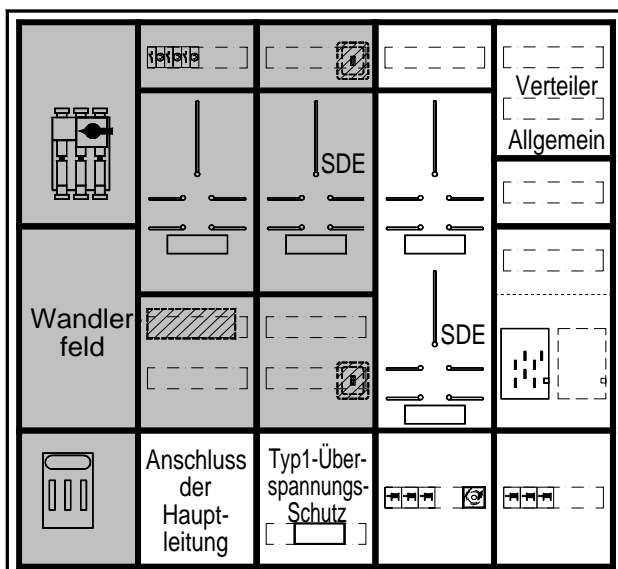 Verteiler
Allgemein
SDE
Wandler-
feld
SDE
Anschluss
der
Haupt-
leitung
Typ1-Über-
spannungs-
Schutz